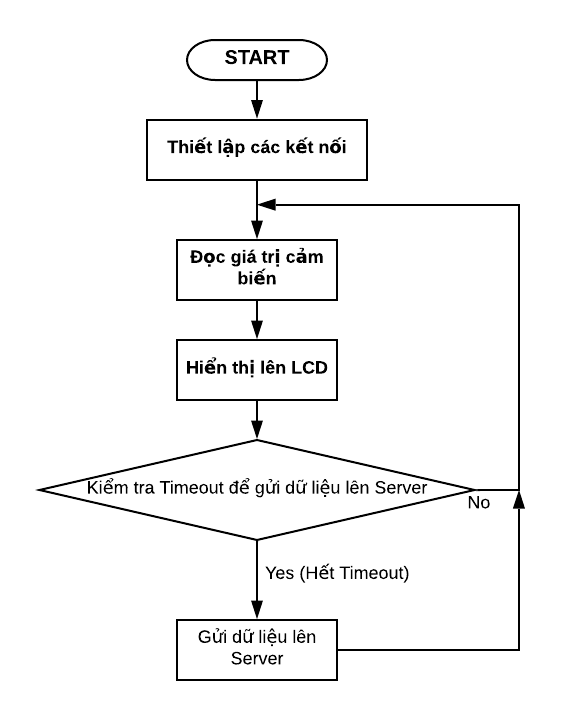 START
Thiết lập các kết nối
Đọc giá trị cảm
biến
Hiển thị lên LCD
Kiểm tra Timeout để gửi dữ liệu lên Server
No
Yes (Hết Timeout)
Gửi dữ liệu lên
Server